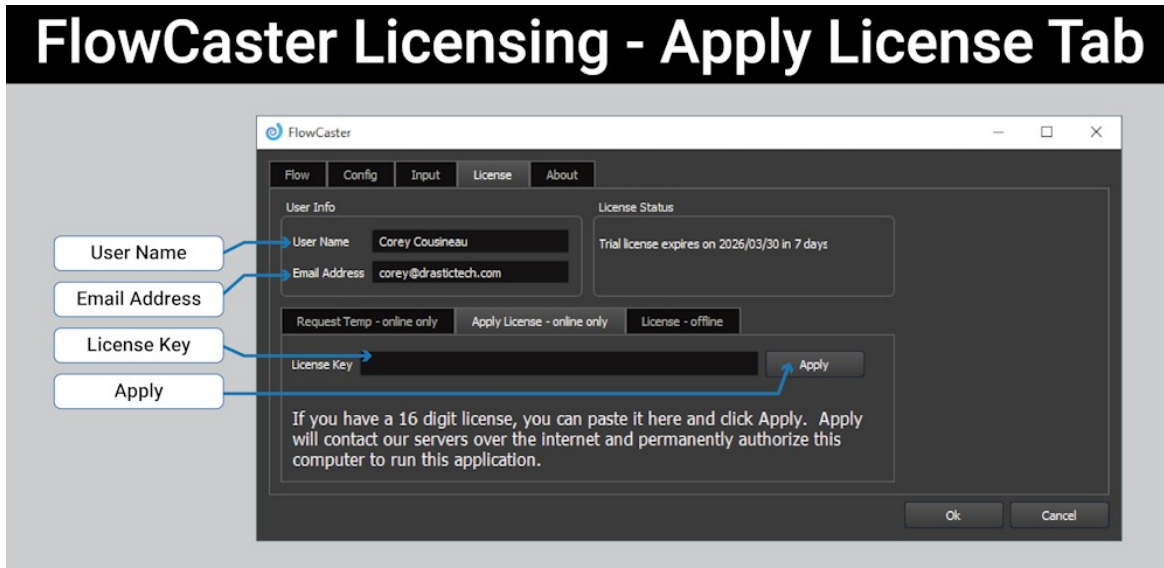 FlowCaster Licensing - Apply License Tab
FlowCaster
Flow Config Input License About
User Info
License Status
User Name
User Name Corey Cousineau
Trial license expires on 2026/03/30 in 7 days
Email Address
Email Address corey@drastictech.com
Request Temp - online only Apply License - online only License - offline
License Key
License Key
Apply
Apply
If you have a 16 digit license, you can paste it here and click Apply. Apply
will contact our servers over the internet and permanently authorize this
computer to run this application.
Ok Cancel